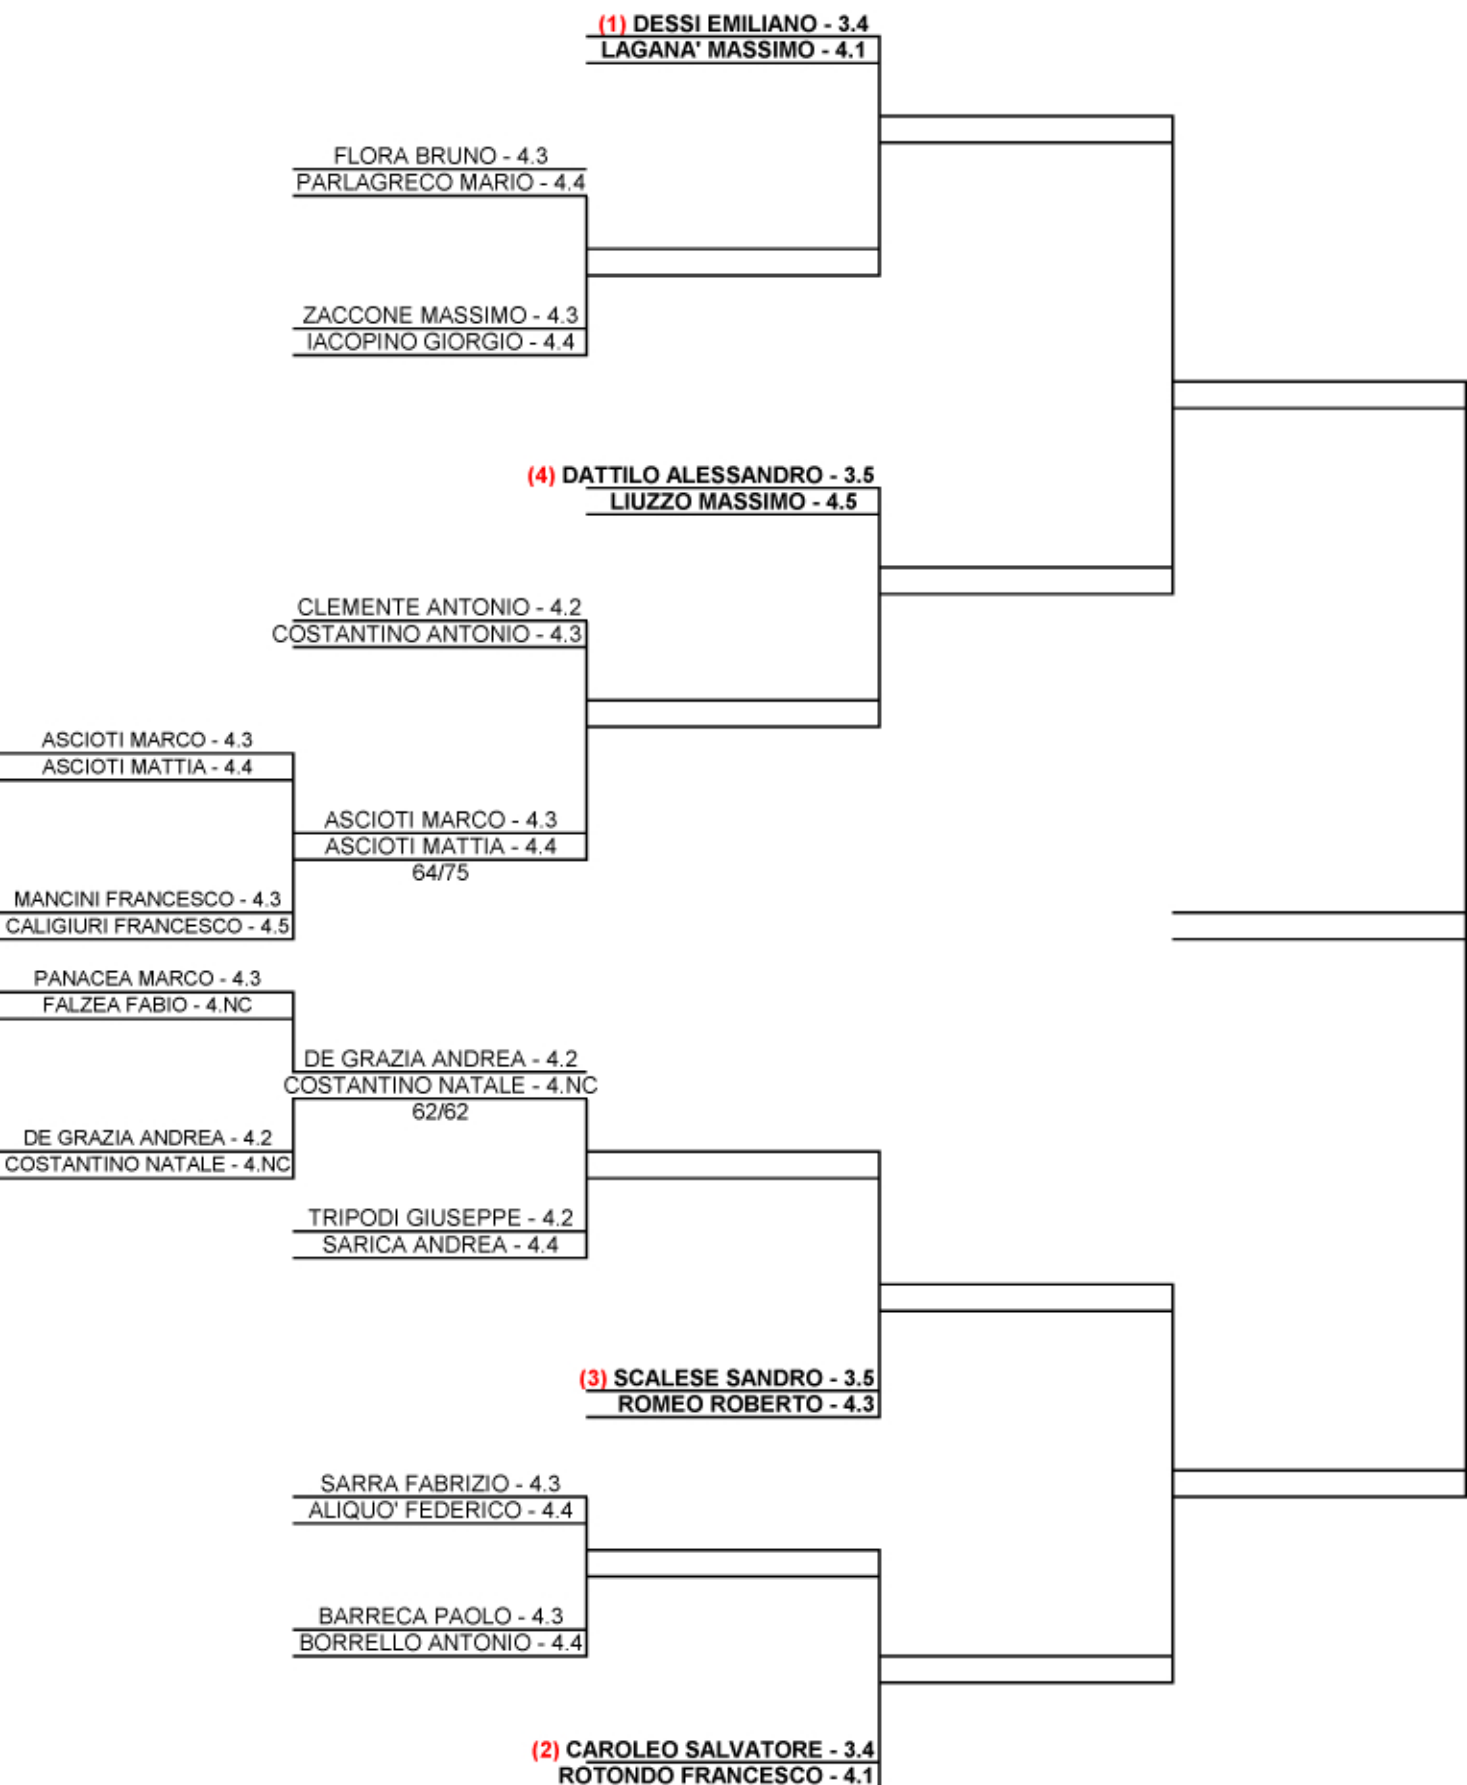 (1) DESSI EMILIANO - 3.4
LAGANA' MASSIMO - 4.1
FLORA BRUNO - 4.3
PARLAGRECO MARIO - 4.4
ZACCONE MASSIMO - 4.3
IACOPINO GIORGIO - 4.4
(4) DATTILO ALESSANDRO - 3.5
LIUZZO MASSIMO - 4.5
CLEMENTE ANTONIO - 4.2
COSTANTINO ANTONIO - 4.3
ASCIOTI MARCO - 4.3
ASCIOTI MATTIA - 4.4
ASCIOTI MARCO - 4.3
ASCIOTI MATTIA - 4.4
64/75
MANCINI FRANCESCO - 4.3
CALIGIURI FRANCESCO - 4.5
PANACEA MARCO - 4.3
FALZEA FABIO - 4.NC
DE GRAZIA ANDREA - 4.2
COSTANTINO NATALE - 4.NC
62/62
DE GRAZIA ANDREA - 4.2
COSTANTINO NATALE - 4.NC
TRIPODI GIUSEPPE - 4.2
SARICA ANDREA - 4.4
(3) SCALESE SANDRO - 3.5
ROMEO ROBERTO - 4.3
SARRA FABRIZIO - 4.3
ALIQUO' FEDERICO - 4.4
BARRECA PAOLO - 4.3
BORRELLO ANTONIO - 4.4
(2) CAROLEO SALVATORE - 3.4
ROTONDO FRANCESCO - 4.1